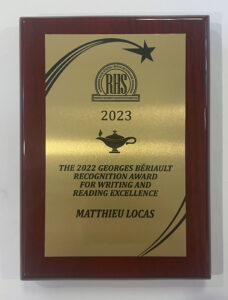 RHS
2023
THE 2022 GEORGES BÉRIAULT
RECOGNITION AWARD
FOR WRITING AND
READING EXCELLENCE
MATTHIEU LOCAS